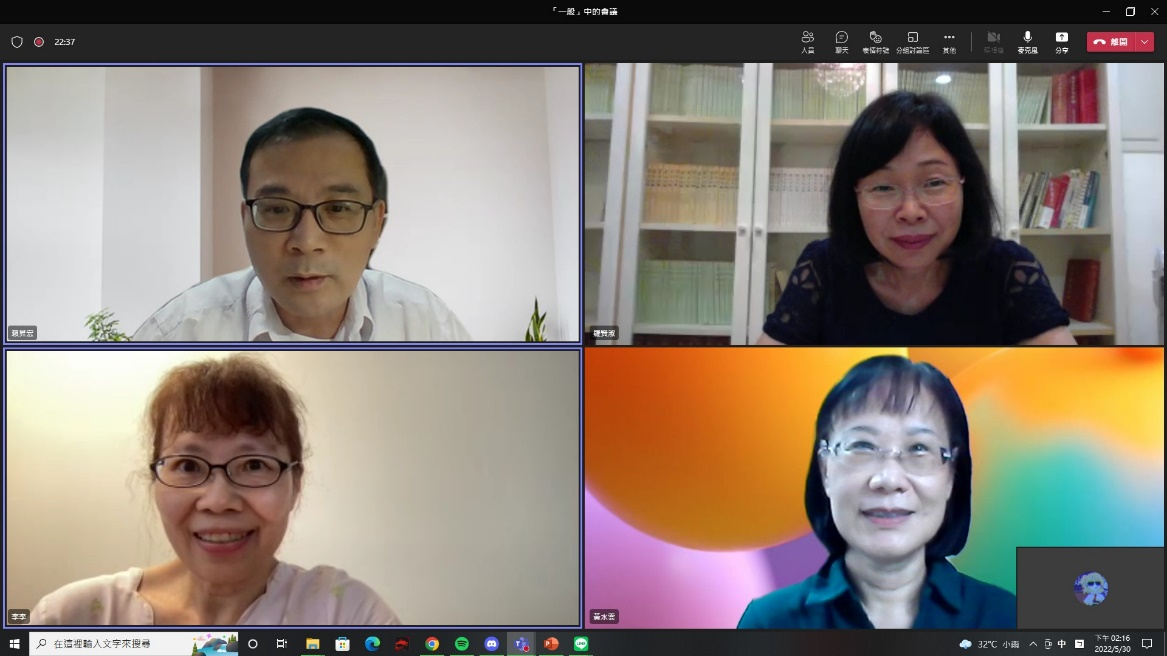 「一般」中的會議
22:37
人員
聊天
表情符號
分組討論區
其他
麥克風
分享
離開
李李
黃水雲
在這裡輸入文字來搜尋
32°C 小雨
中
下午 02:16
2022/5/30